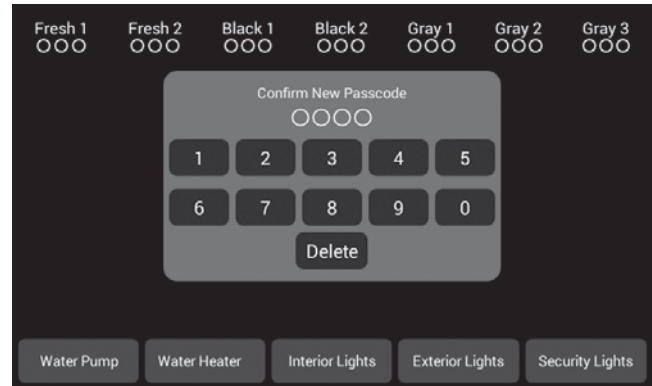 Fresh 1 Fresh 2 Black 1 Black 2 Gray 1 Gray 2 Gray 3
Confirm New Passcode
1 2 3 4 5
6 7 8 9 0
Delete
Water Pump Water Heater Interior Lights Exterior Lights Security Lights